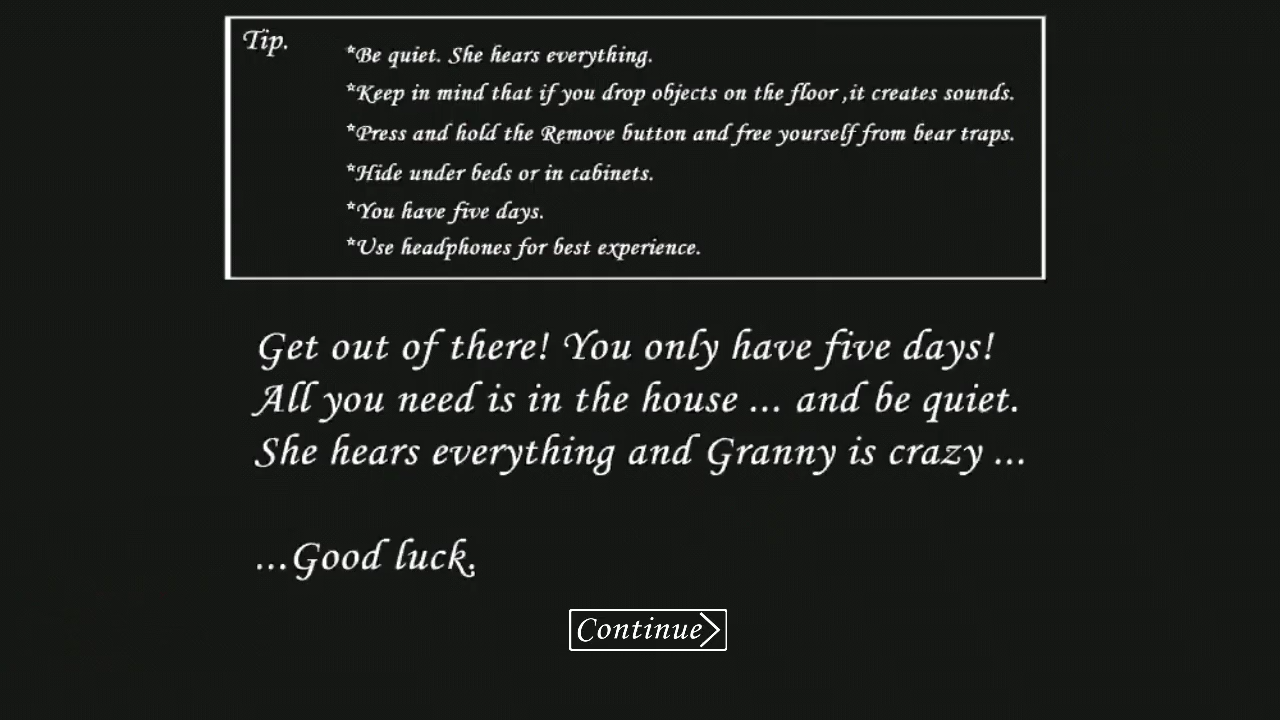 Tip.
*Be quiet. She hears everything.
*Keep in mind that if you drop objects on the floor ,it creates sounds.
*Press and hold the Remove button and free yourself from bear traps.
*Hide under beds or in cabinets.
*You have five days.
*Use headphones for best experience.
Get out of there! You only have five days!
All you need is in the house ... and be quiet.
She hears everything and Granny is crazy ...
...Good luck.
Continue